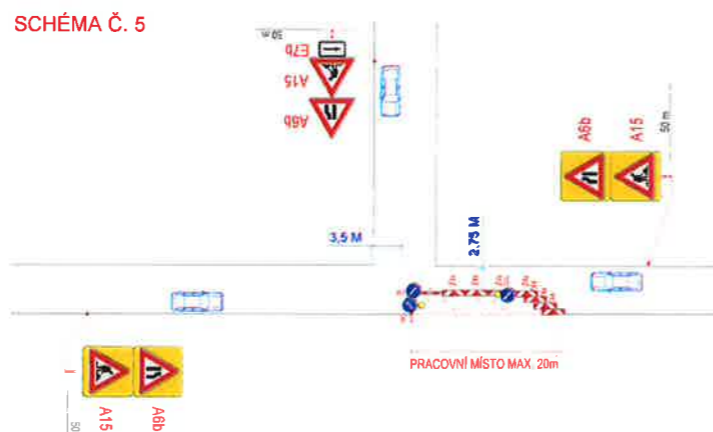 SCHÉMA Č. 5
50 m
E7b
A15
A6b
A6b
A15
50 m
3,5 M
2,75 M
PRACOVNÍ MÍSTO MAX. 20m
A15
A6b
50